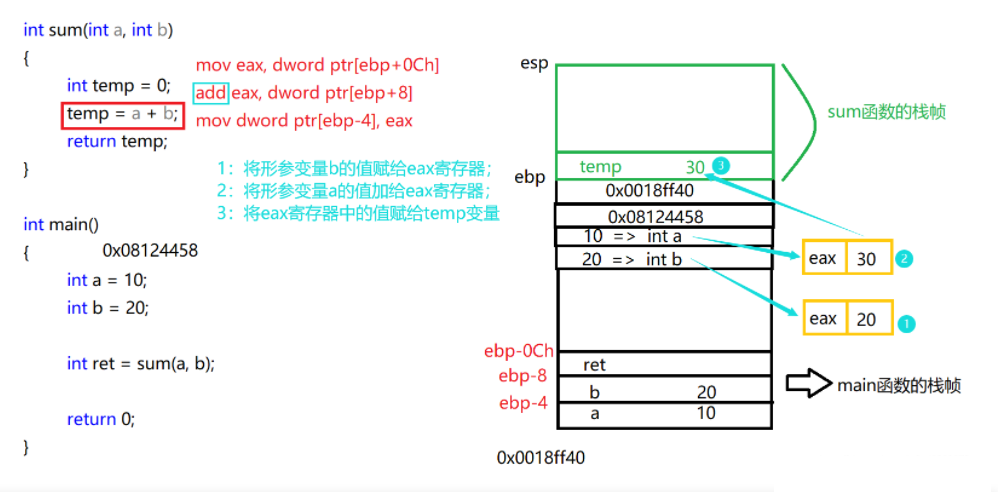 int sum(int a, int b)
{
int temp = 0;
temp = a + b;
return temp;
}
mov eax, dword ptr[ebp+0Ch]
add eax, dword ptr[ebp+8]
mov dword ptr[ebp-4], eax
1：将形参变量b的值赋给eax寄存器；
2：将形参变量a的值加给eax寄存器；
3：将eax寄存器中的值赋给temp变量
int main()
{
0x08124458
int a = 10;
int b = 20;
int ret = sum(a, b);
return 0;
}
esp
sum函数的栈帧
temp 30 3
ebp
0x0018ff40
0x08124458
10 => int a
20 => int b
eax 30 2
eax 20 1
ebp-0Ch
ret
ebp-8
b 20
ebp-4
a 10
main函数的栈帧
0x0018ff40